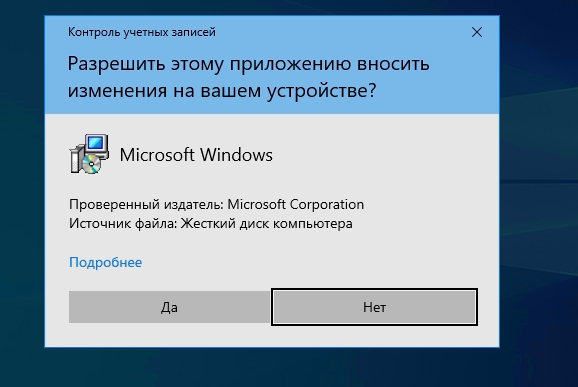 Контроль учетных записей
Разрешить этому приложению вносить
изменения на вашем устройстве?
Microsoft Windows
Проверенный издатель: Microsoft Corporation
Источник файла: Жесткий диск компьютера
Подробнее
Да
Нет